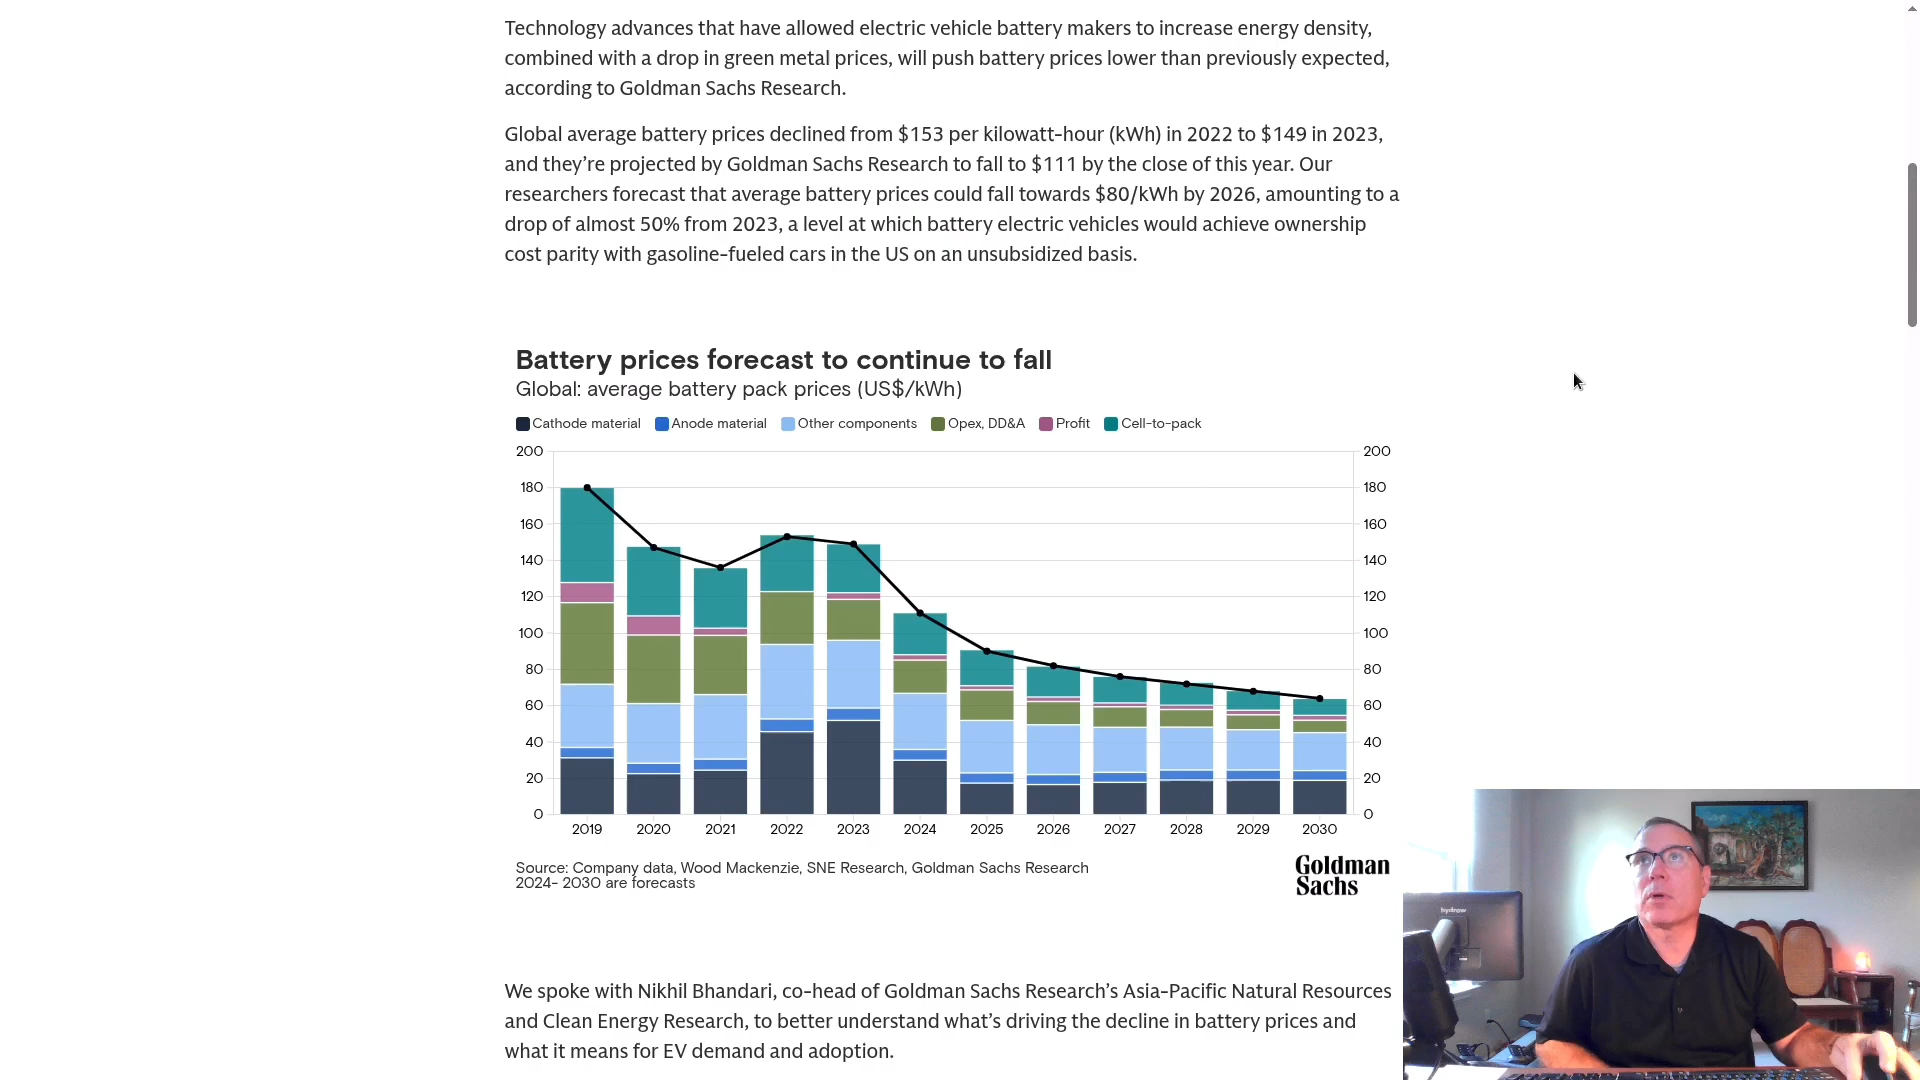 Technology advances that have allowed electric vehicle battery makers to increase energy density,
combined with a drop in green metal prices, will push battery prices lower than previously expected,
according to Goldman Sachs Research.
Global average battery prices declined from $153 per kilowatt-hour (kWh) in 2022 to $149 in 2023,
and they’re projected by Goldman Sachs Research to fall to $111 by the close of this year. Our
researchers forecast that average battery prices could fall towards $80/kWh by 2026, amounting to a
drop of almost 50% from 2023, a level at which battery electric vehicles would achieve ownership
cost parity with gasoline-fueled cars in the US on an unsubsidized basis.
Battery prices forecast to continue to fall
Global: average battery pack prices (US$/kWh)
Cathode material Anode material Other components Opex, DD&A Profit Cell-to-pack
200 200
180 180
160 160
140 140
120 120
100 100
80 80
60 60
40 40
20 20
0 0
2019 2020 2021 2022 2023 2024 2025 2026 2027 2028 2029 2030
Source: Company data, Wood Mackenzie, SNE Research, Goldman Sachs Research
2024- 2030 are forecasts
Goldman
Sachs
We spoke with Nikhil Bhandari, co-head of Goldman Sachs Research’s Asia-Pacific Natural Resources
and Clean Energy Research, to better understand what’s driving the decline in battery prices and
what it means for EV demand and adoption.